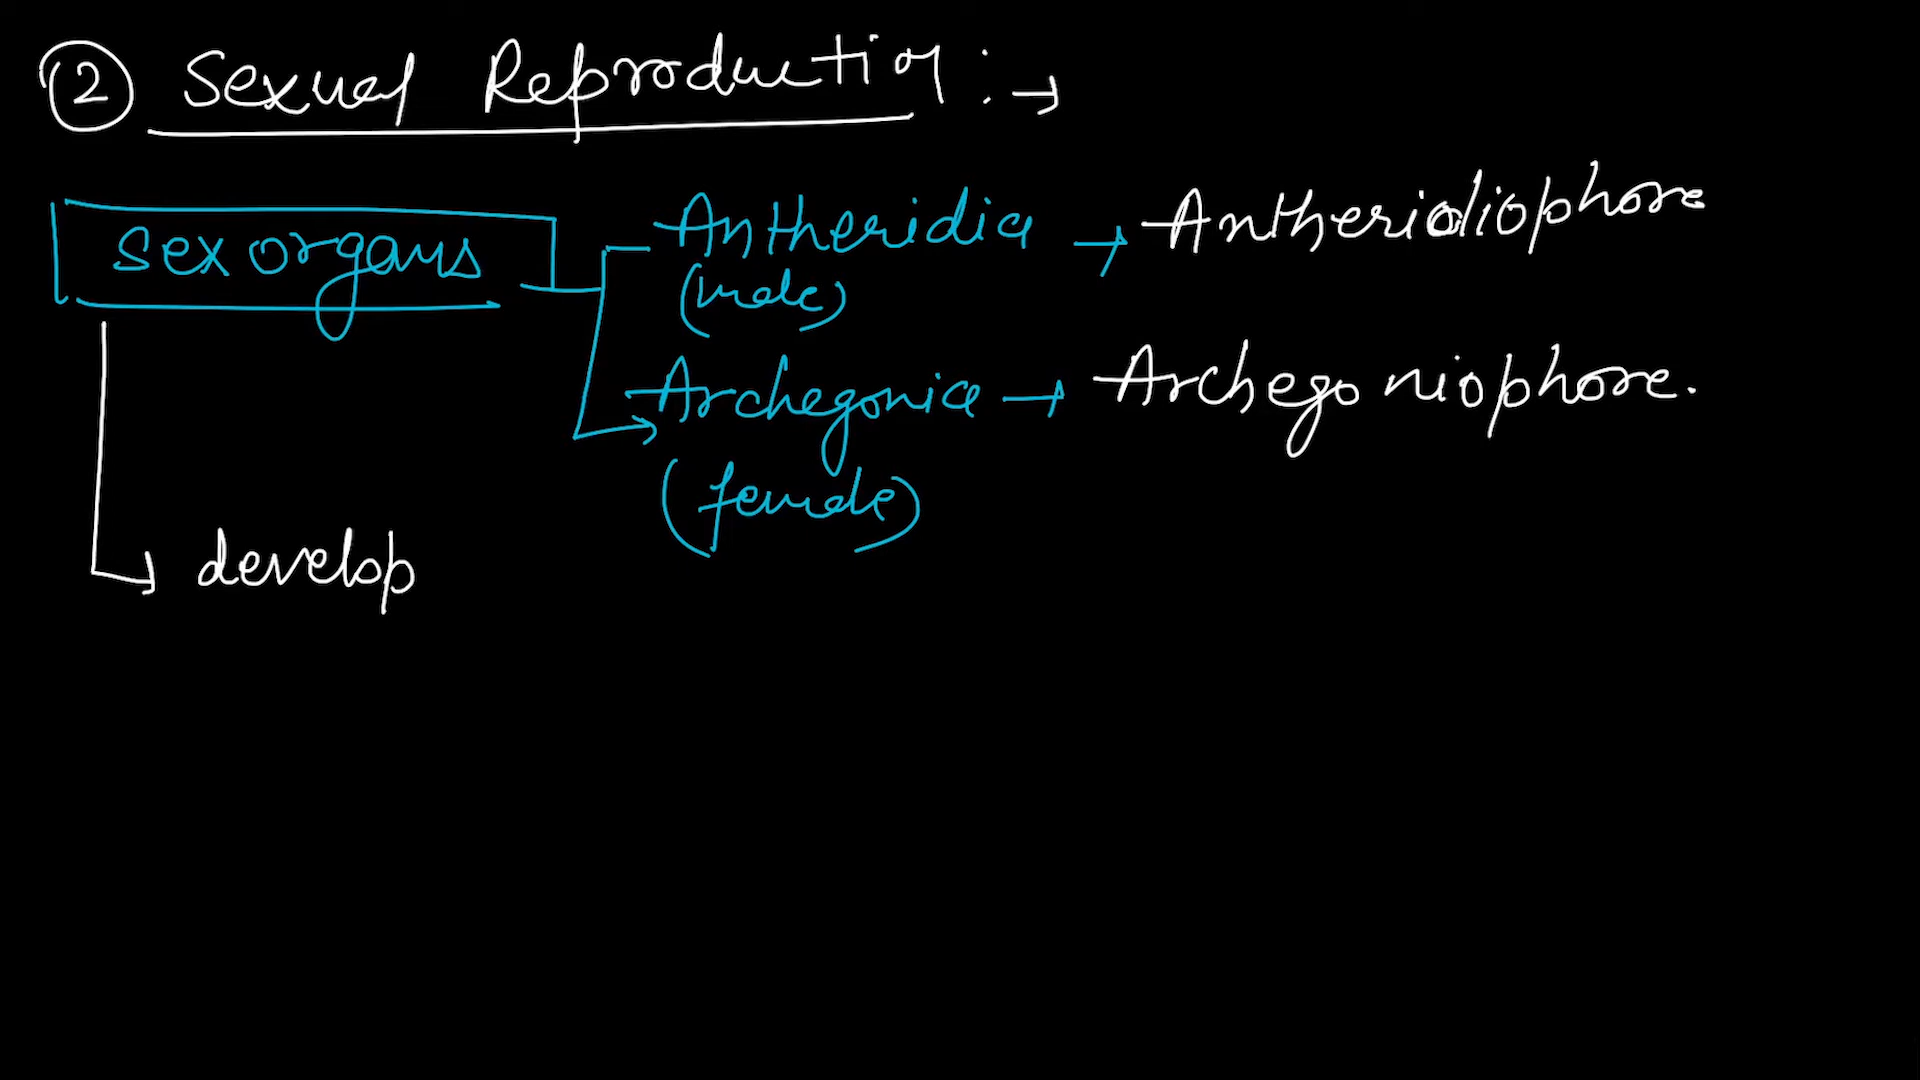 2 Sexual Reproduction :→
Sex organs
Antheridia → Antheridiophore
(male)
Archegonia → Archegoniophore.
(female)
develop